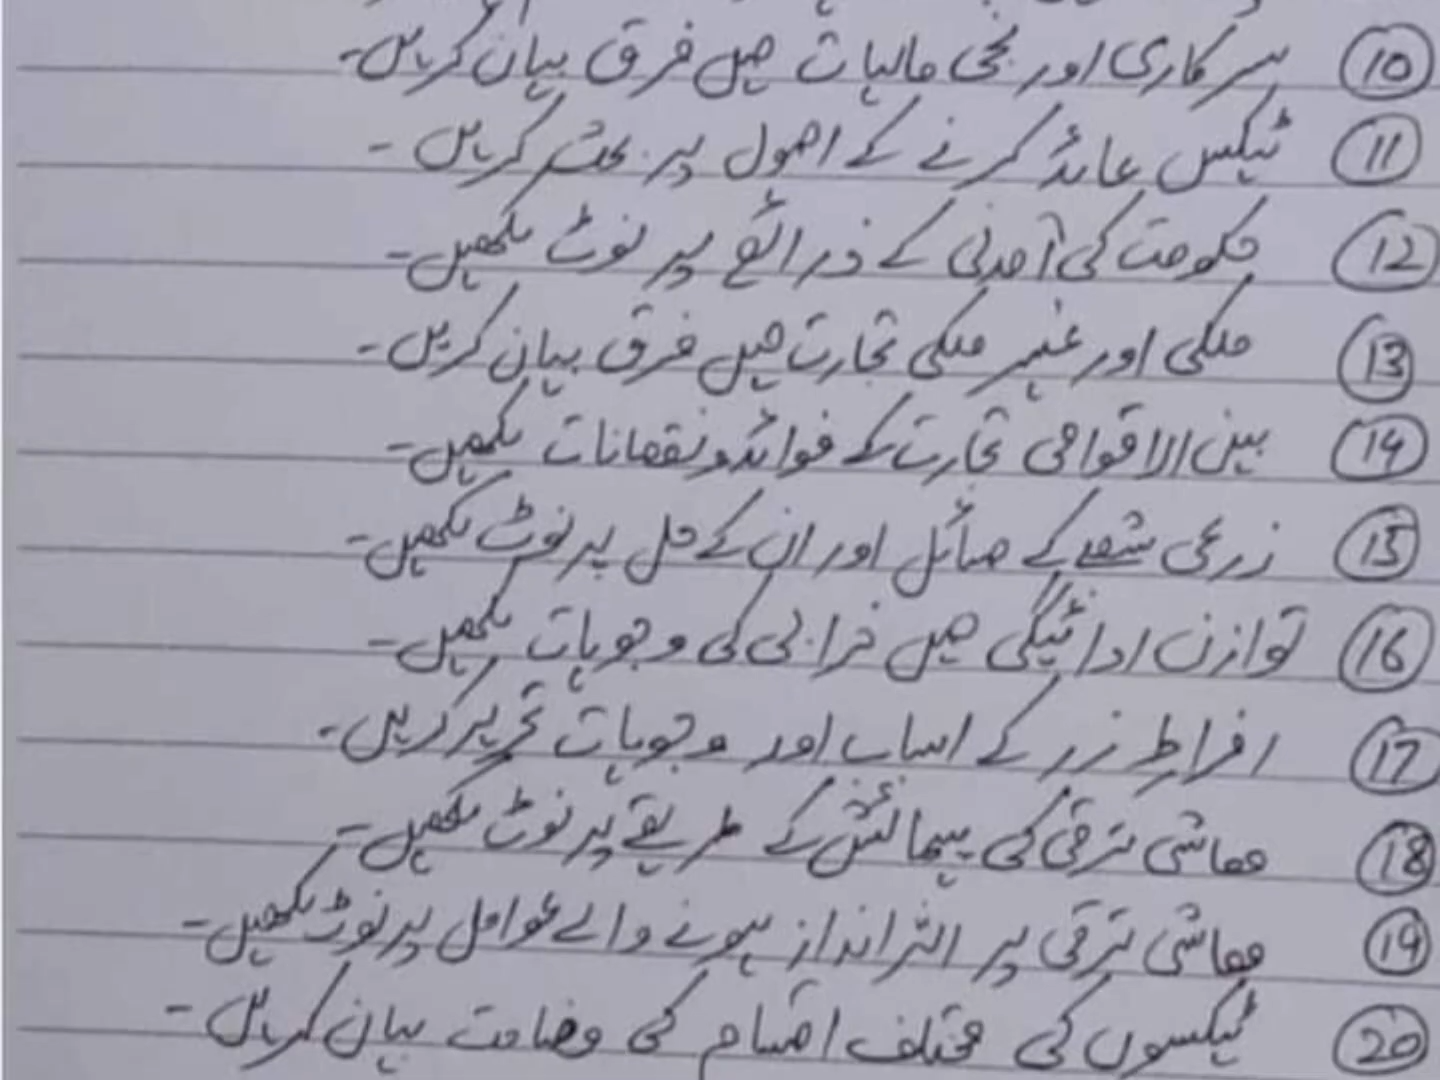 ⑩ سرکاری اور نجی مالیات میں فرق بیان کریں۔
⑪ ٹیکس عائد کرنے کے اصول پر بحث کریں۔
⑫ حکومت کی آمدنی کے ذرائع پر نوٹ لکھیں۔
⑬ ملکی اور غیر ملکی تجارت میں فرق بیان کریں۔
⑭ بین الاقوامی تجارت کے فوائد و نقصانات لکھیں۔
⑮ زرعی شعبے کے مسائل اور ان کے حل پر نوٹ لکھیں۔
⑯ توازن ادائیگی میں خرابی کی وجوہات لکھیں۔
⑰ افراط زر کے اسباب اور وجوہات تحریر کریں۔
⑱ معاشی ترقی کی پیمائش کے طریقے پر نوٹ لکھیں۔
⑲ معاشی ترقی پر اثر انداز ہونے والے عوامل پر نوٹ لکھیں۔
⑳ ٹیکسوں کی مختلف اقسام کی وضاحت بیان کریں۔